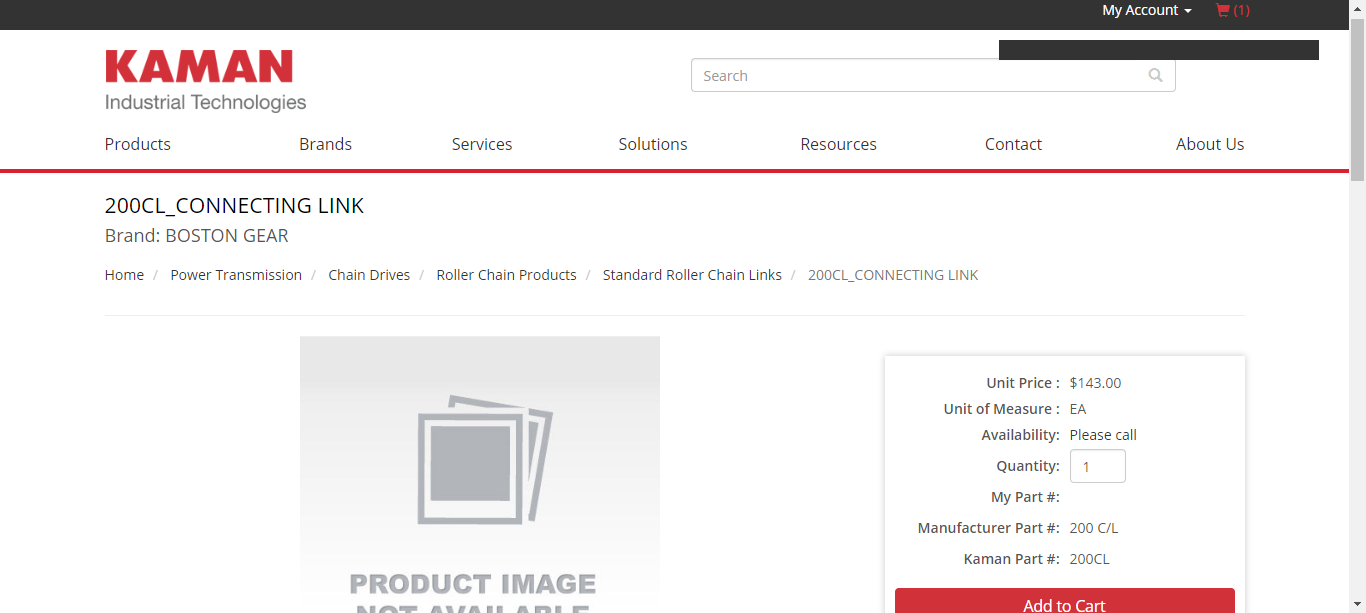 My Account (1)
KAMAN
Industrial Technologies
Search
Products Brands Services Solutions Resources Contact About Us
200CL_CONNECTING LINK
Brand: BOSTON GEAR
Home / Power Transmission / Chain Drives / Roller Chain Products / Standard Roller Chain Links / 200CL_CONNECTING LINK
PRODUCT IMAGE
NOT AVAILABLE
Unit Price : $143.00
Unit of Measure : EA
Availability: Please call
Quantity: 1
My Part #:
Manufacturer Part #: 200 C/L
Kaman Part #: 200CL
Add to Cart